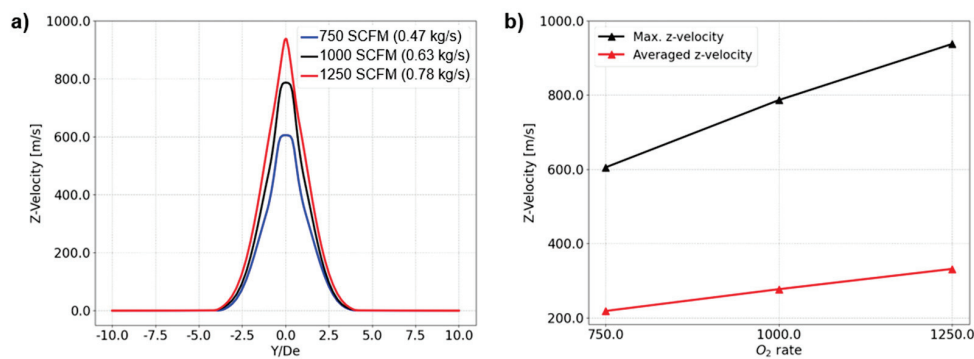 a)
1000.0
800.0
600.0
400.0
200.0
0.0
Z-Velocity [m/s]
750 SCFM (0.47 kg/s)
1000 SCFM (0.63 kg/s)
1250 SCFM (0.78 kg/s)
-10.0 -7.5 -5.0 -2.5 0.0 2.5 5.0 7.5 10.0
Y/De
b)
1000.0
800.0
600.0
400.0
200.0
Z-Velocity [m/s]
Max. z-velocity
Averaged z-velocity
750.0 1000.0 1250.0
O₂ rate